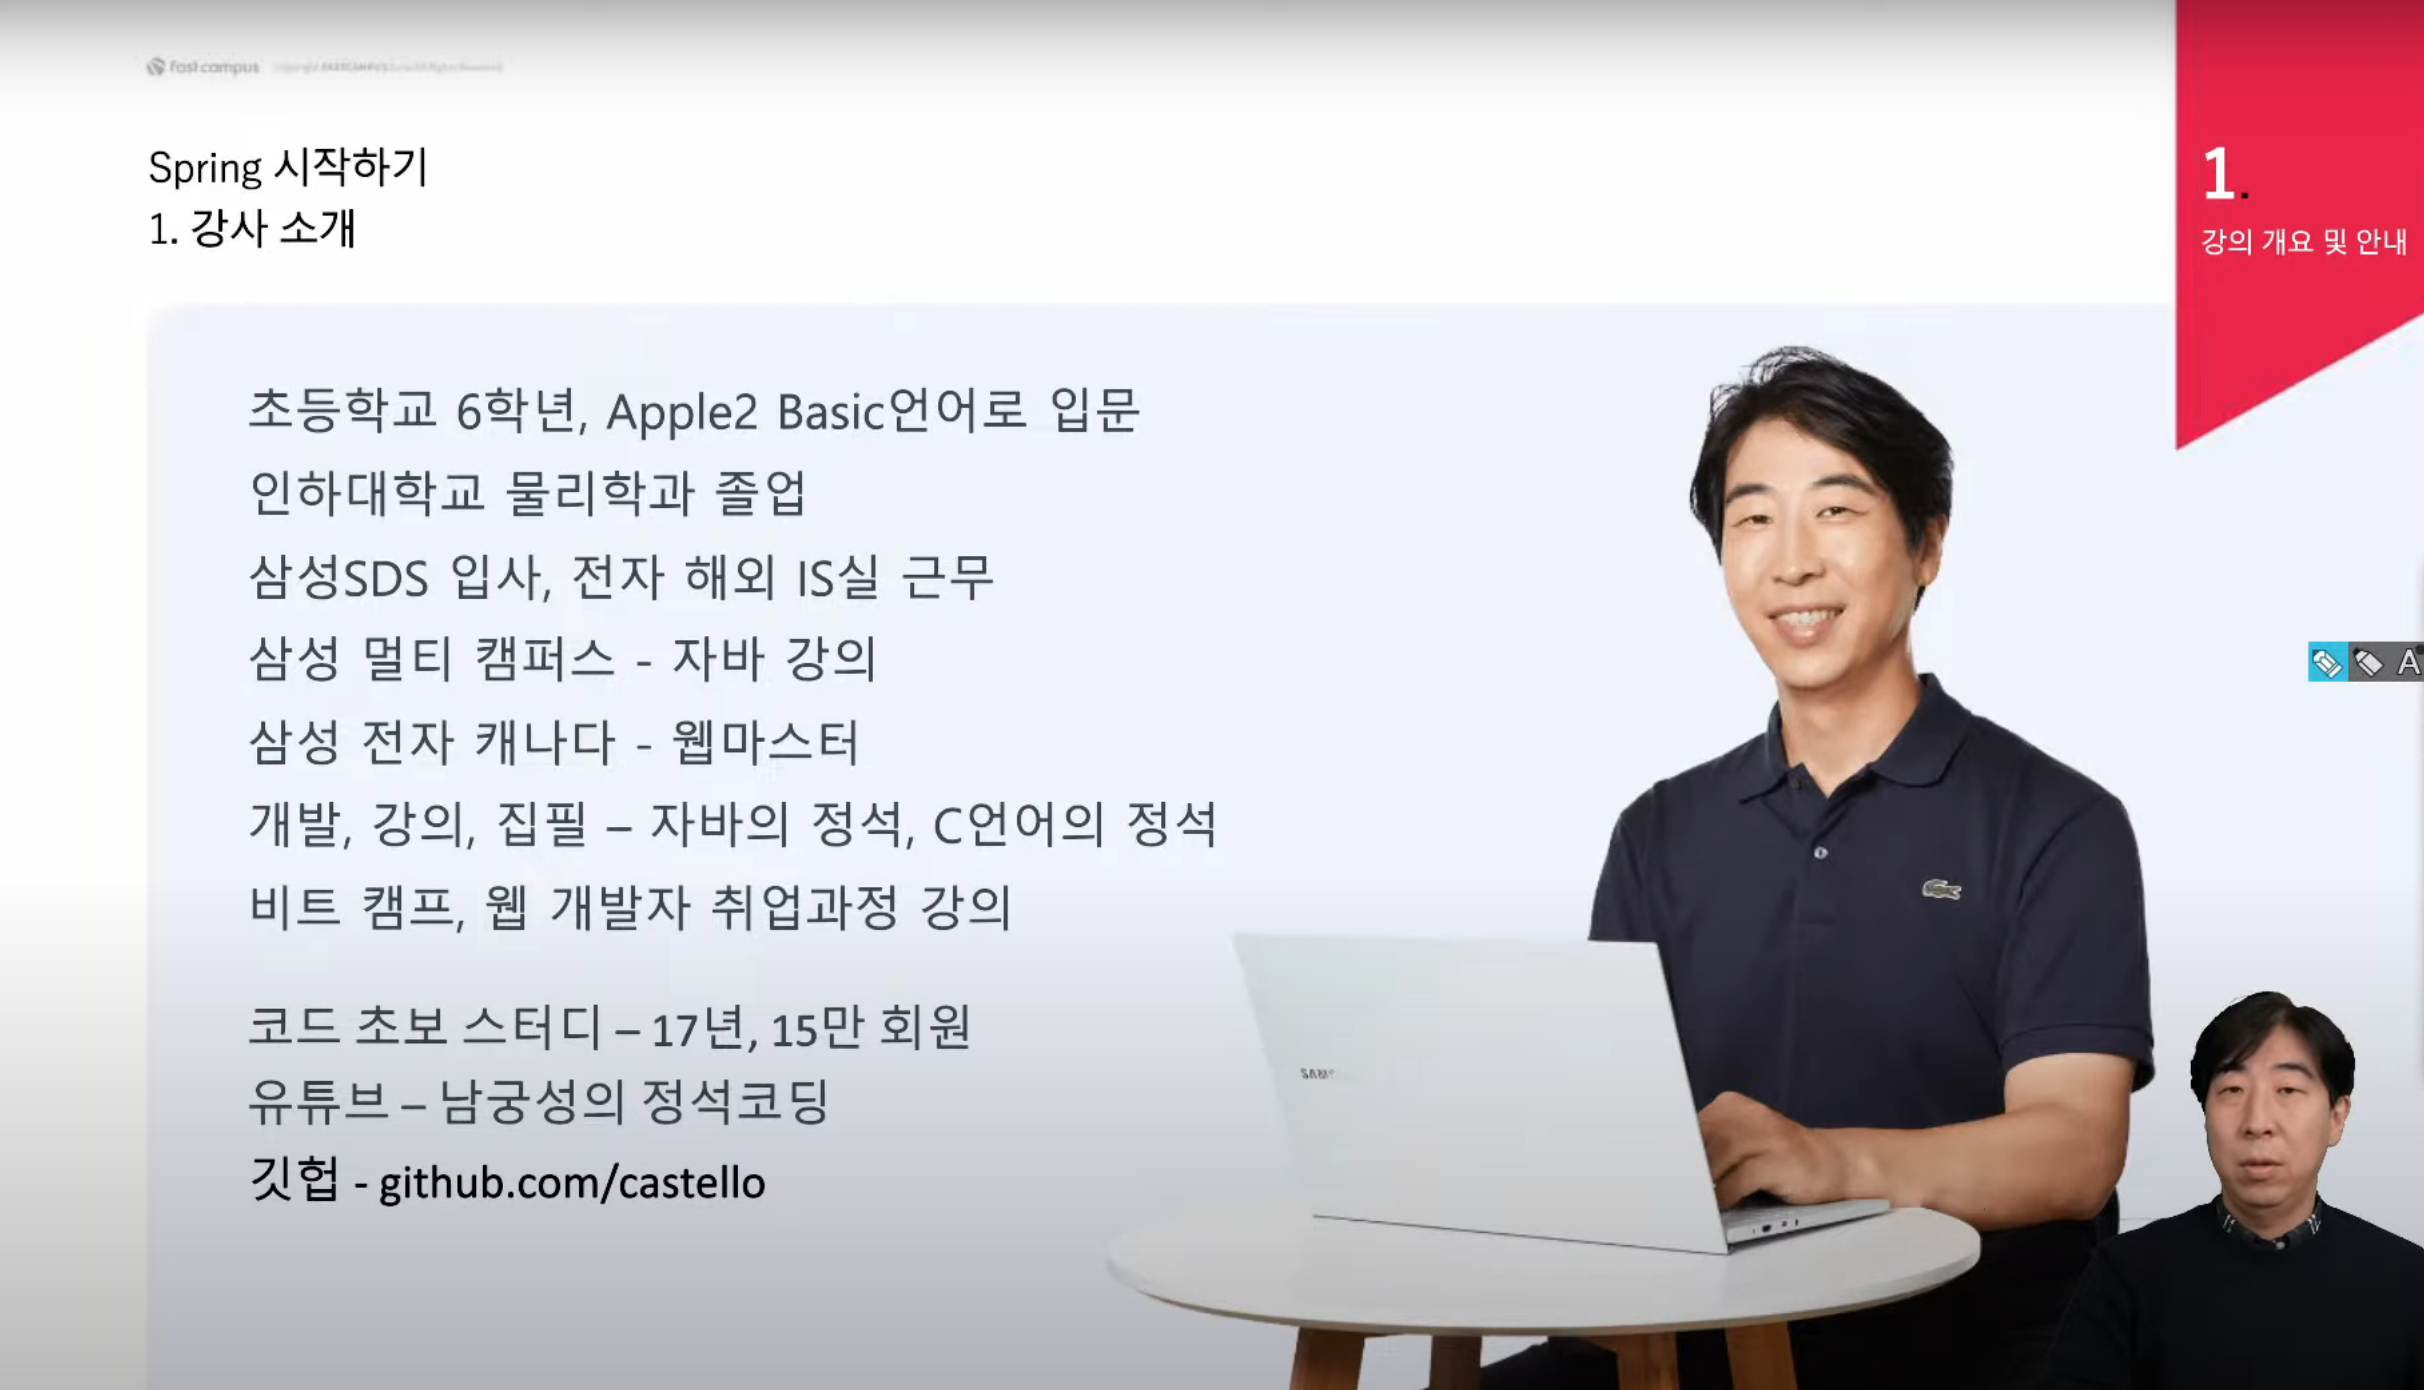 fast campus
Spring 시작하기
1. 강사 소개
1.
강의 개요 및 안내
초등학교 6학년, Apple2 Basic언어로 입문
인하대학교 물리학과 졸업
삼성SDS 입사, 전자 해외 IS실 근무
삼성 멀티 캠퍼스 - 자바 강의
삼성 전자 캐나다 - 웹마스터
개발, 강의, 집필 – 자바의 정석, C언어의 정석
비트 캠프, 웹 개발자 취업과정 강의
코드 초보 스터디 – 17년, 15만 회원
유튜브 – 남궁성의 정석코딩
깃헙 - github.com/castello
A